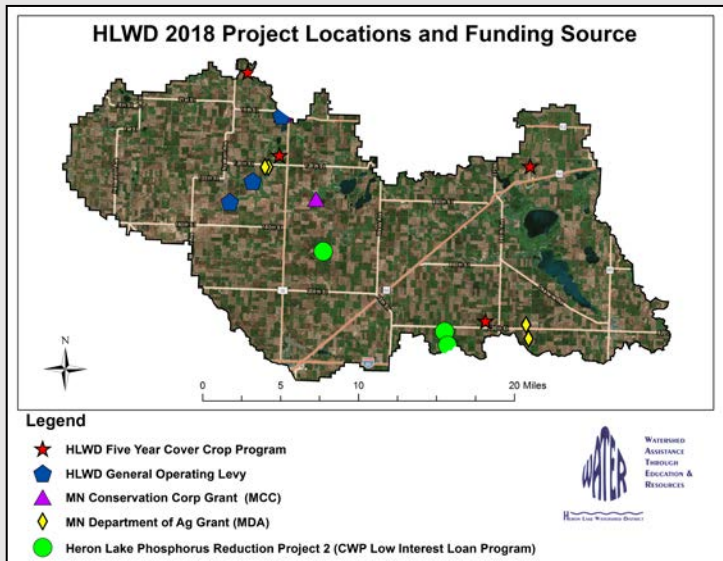 HLWD 2018 Project Locations and Funding Source
N
0 5 10 20 Miles
Legend
HLWD Five Year Cover Crop Program
HLWD General Operating Levy
MN Conservation Corp Grant (MCC)
MN Department of Ag Grant (MDA)
Heron Lake Phosphorus Reduction Project 2 (CWP Low Interest Loan Program)
WATER
WATERSHED
ASSISTANCE
THROUGH
EDUCATION &
RESOURCES
HERON LAKE WATERSHED DISTRICT